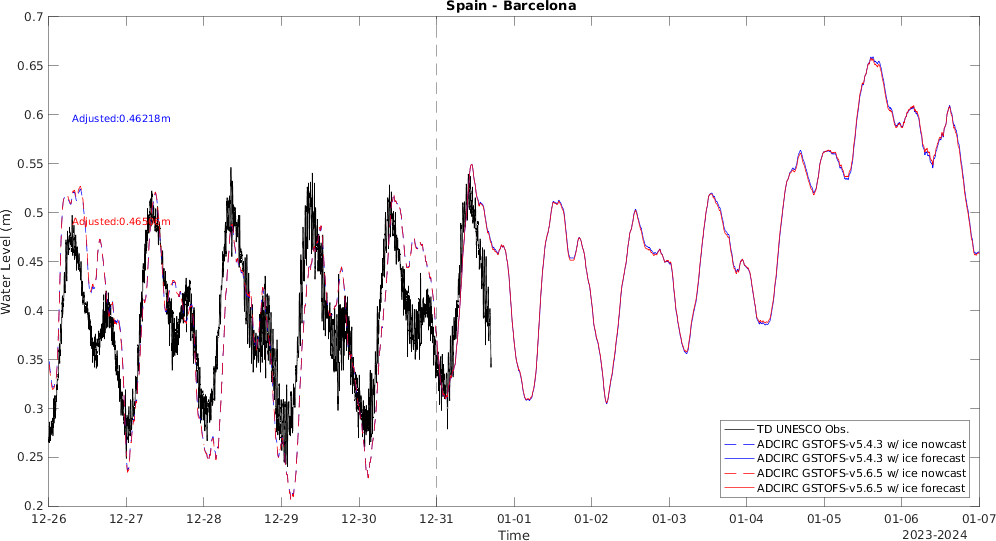 Spain - Barcelona
0.7
0.65
0.6
0.55
0.5
0.45
0.4
0.35
0.3
0.25
0.2
Water Level (m)
Adjusted:0.46218m
TD UNESCO Obs.
ADCIRC GSTOFS-v5.4.3 w/ ice nowcast
ADCIRC GSTOFS-v5.4.3 w/ ice forecast
ADCIRC GSTOFS-v5.6.5 w/ ice nowcast
ADCIRC GSTOFS-v5.6.5 w/ ice forecast
12-26 12-27 12-28 12-29 12-30 12-31 01-01 01-02 01-03 01-04 01-05 01-06 01-07
Time
2023-2024